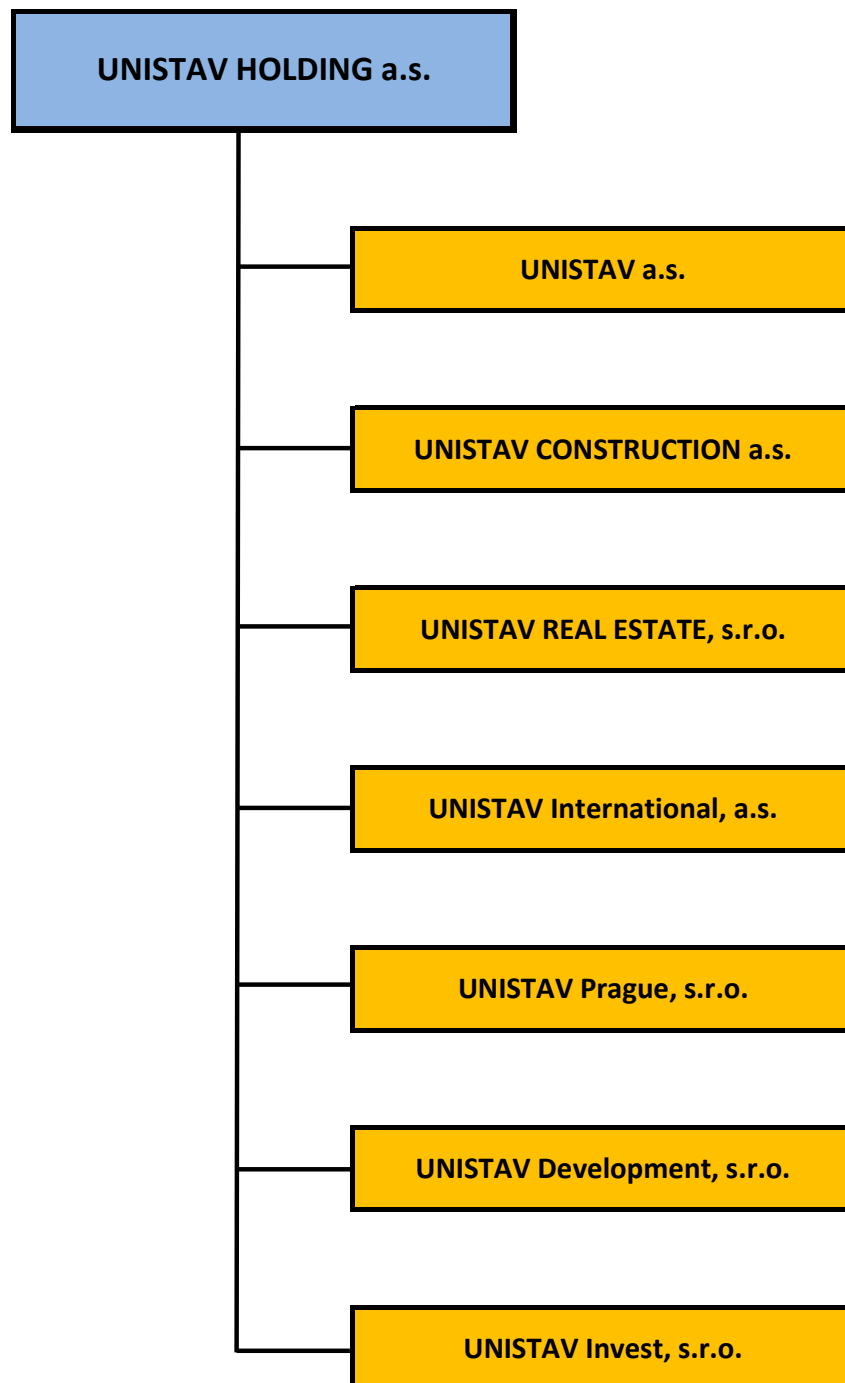 UNISTAV HOLDING a.s.
UNISTAV a.s.
UNISTAV CONSTRUCTION a.s.
UNISTAV REAL ESTATE, s.r.o.
UNISTAV International, a.s.
UNISTAV Prague, s.r.o.
UNISTAV Development, s.r.o.
UNISTAV Invest, s.r.o.